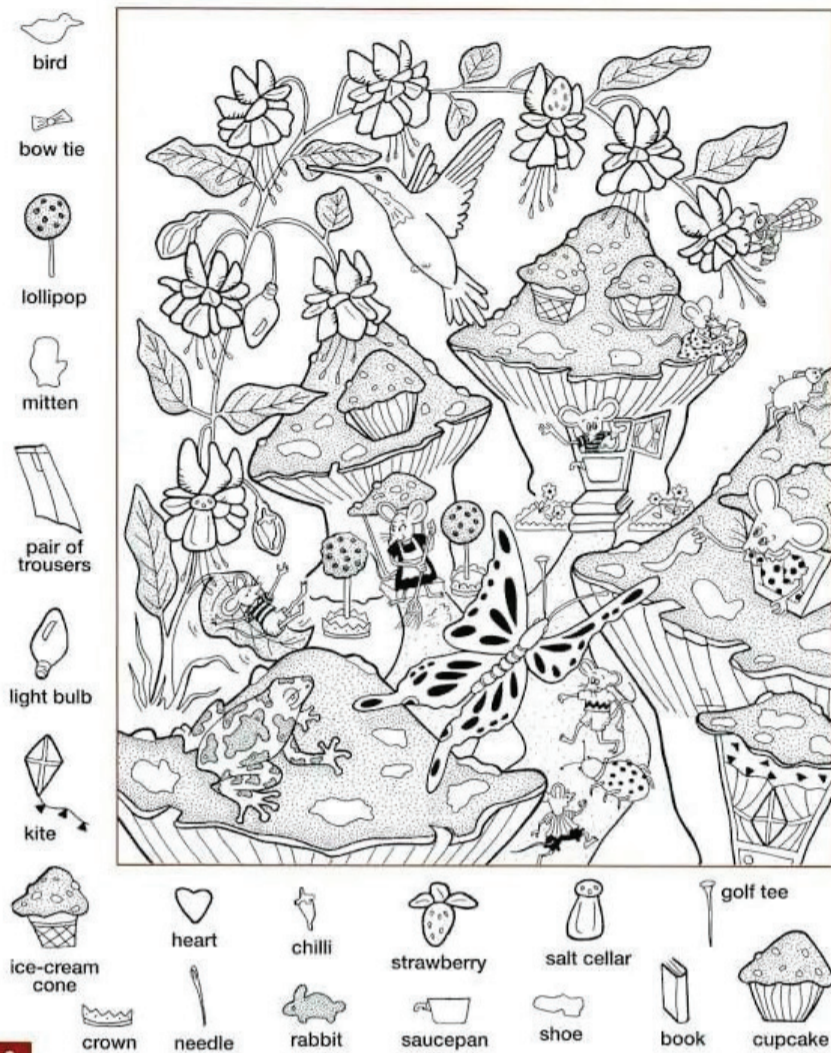 bird
bow tie
lollipop
mitten
pair of
trousers
light bulb
kite
ice-cream
cone
heart
chilli
strawberry
salt cellar
golf tee
crown
needle
rabbit
saucepan
shoe
book
cupcake